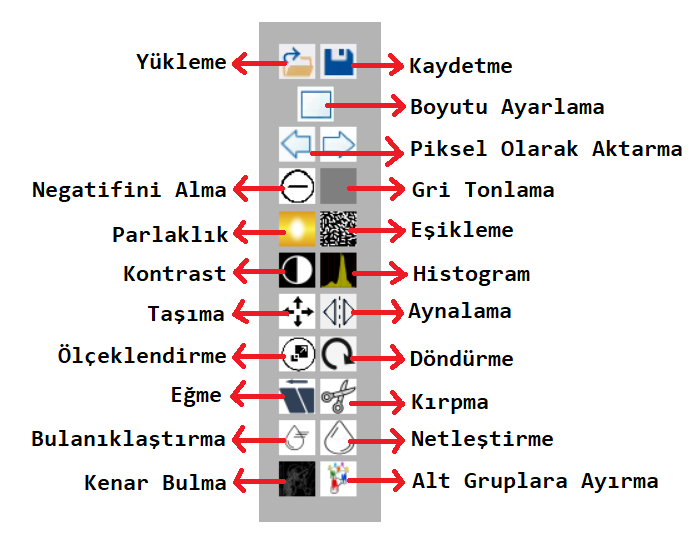 Yükleme
Kaydetme
Boyutu Ayarlama
Piksel Olarak Aktarma
Negatifini Alma
Gri Tonlama
Parlaklık
Eşikleme
Kontrast
Histogram
Taşıma
Aynalama
Ölçeklendirme
Döndürme
Eğme
Kırpma
Bulanıklaştırma
Netleştirme
Kenar Bulma
Alt Gruplara Ayırma